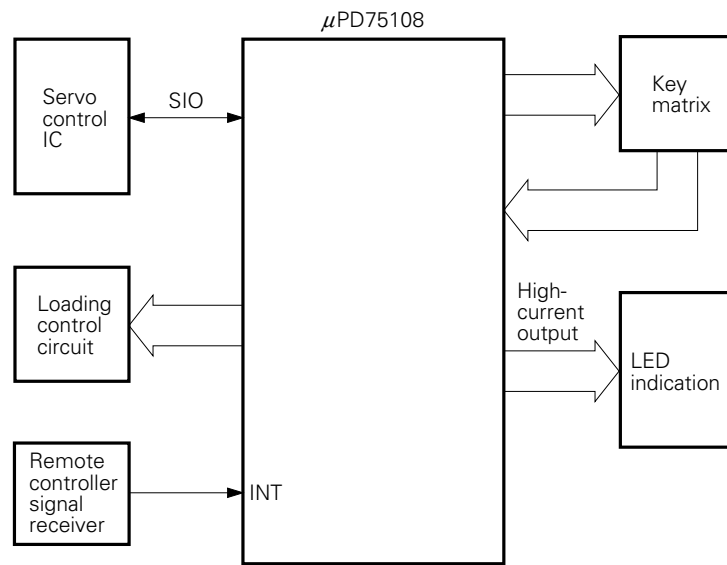 μPD75108
Servo
control
IC
SIO
Key
matrix
Loading
control
circuit
High-
current
output
LED
indication
Remote
controller
signal
receiver
INT